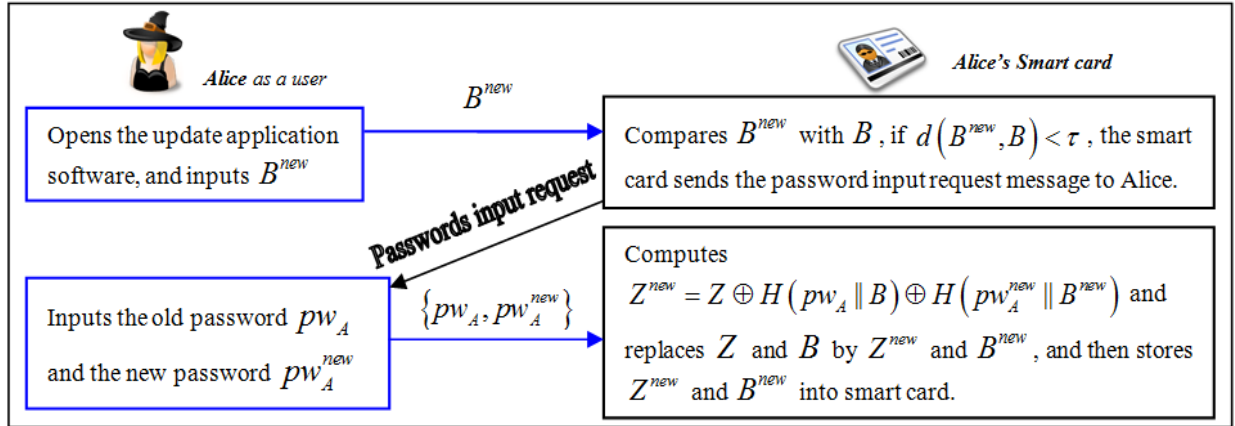 Alice as a user
Alice's Smart card
B^{new}
Opens the update application
software, and inputs B^{new}
Compares B^{new} with B, if d(B^{new}, B) < τ, the smart
card sends the password input request message to Alice.
Passwords input request
Inputs the old password pw_A
and the new password pw_A^{new}
{pw_A, pw_A^{new}}
Computes
Z^{new} = Z ⊕ H(pw_A ∥ B) ⊕ H(pw_A^{new} ∥ B^{new}) and
replaces Z and B by Z^{new} and B^{new}, and then stores
Z^{new} and B^{new} into smart card.